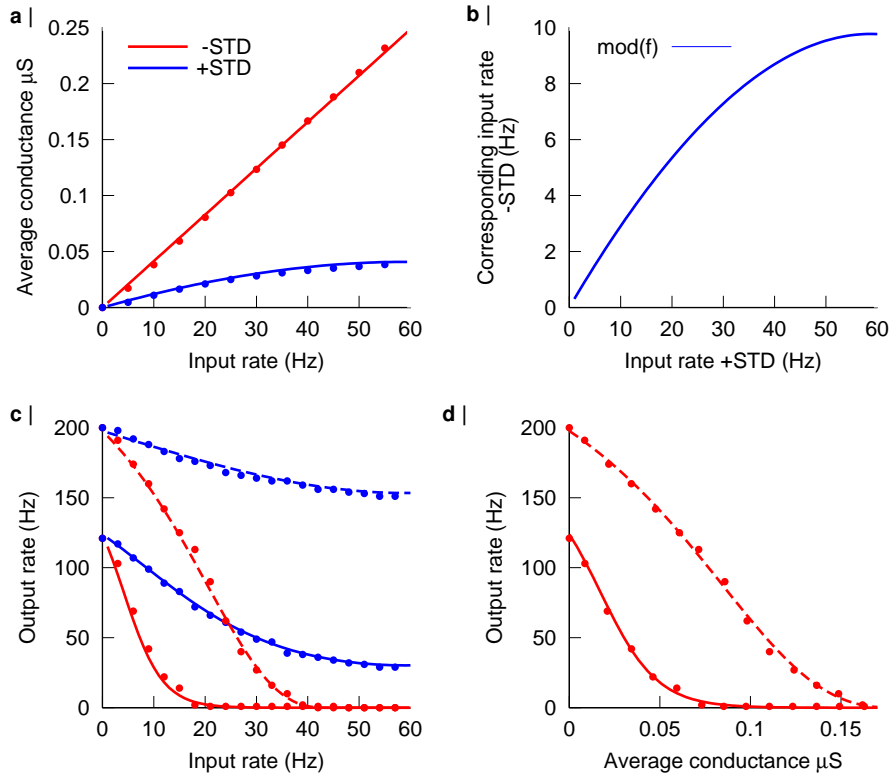 a |
0.25
0.2
0.15
0.1
0.05
0
0 10 20 30 40 50 60
Average conductance μS
Input rate (Hz)
-STD
+STD
b |
10
8
6
4
2
0
0 10 20 30 40 50 60
Corresponding input rate
-STD (Hz)
Input rate +STD (Hz)
mod(f)
c |
200
150
100
50
0
0 10 20 30 40 50 60
Output rate (Hz)
Input rate (Hz)
d |
200
150
100
50
0
0 0.05 0.1 0.15
Output rate (Hz)
Average conductance μS